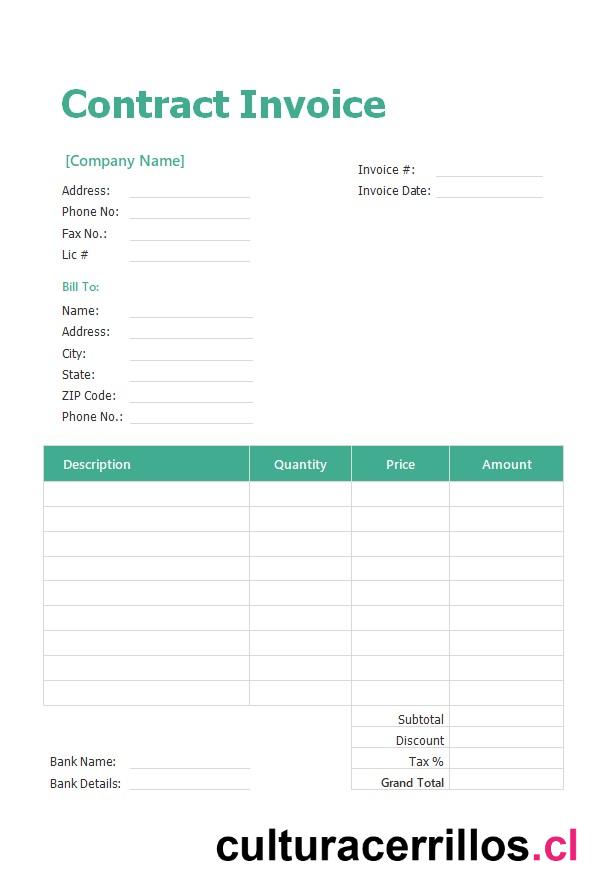 Contract Invoice
[Company Name]
Invoice #:
Address:
Invoice Date:
Phone No:
Fax No.:
Lic #
Bill To:
Name:
Address:
City:
State:
ZIP Code:
Phone No.:
Description Quantity Price Amount
Subtotal
Discount
Bank Name: Tax %
Bank Details: Grand Total
culturacerrillos.cl